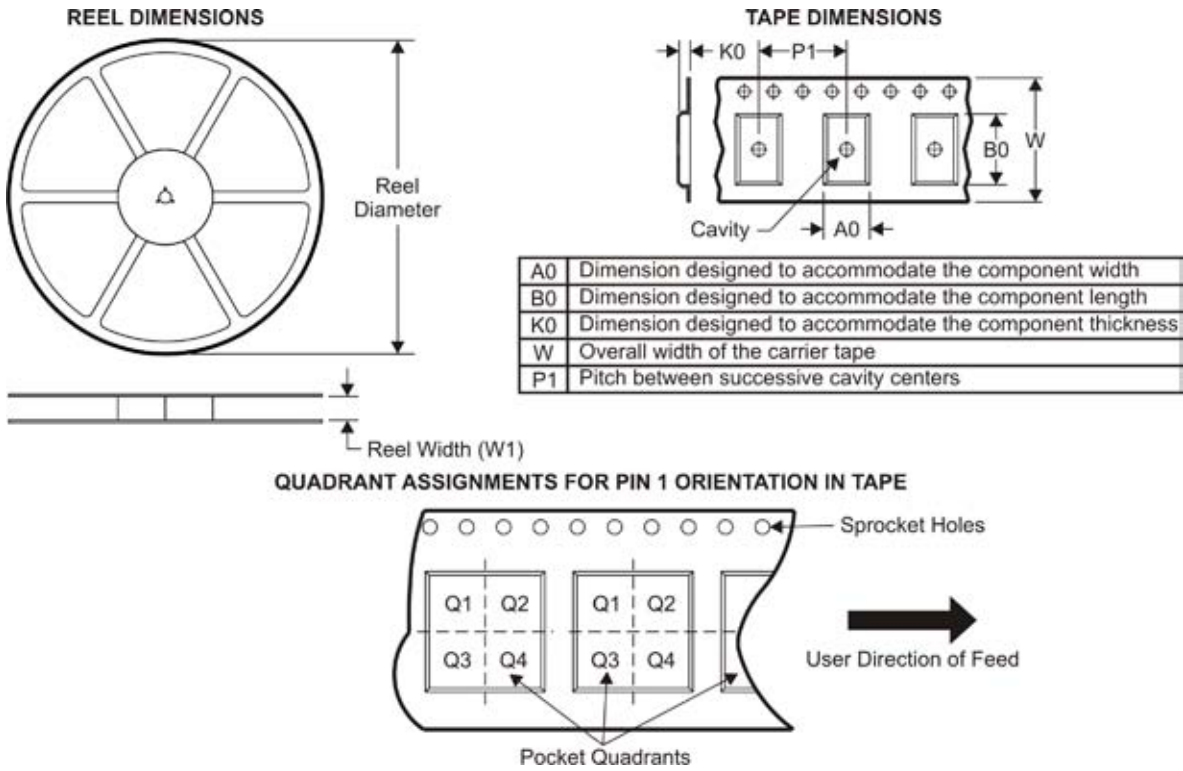 REEL DIMENSIONS
Reel
Diameter
Reel Width (W1)
TAPE DIMENSIONS
K0
P1
B0
W
Cavity
A0
A0 Dimension designed to accommodate the component width
B0 Dimension designed to accommodate the component length
K0 Dimension designed to accommodate the component thickness
W Overall width of the carrier tape
P1 Pitch between successive cavity centers
QUADRANT ASSIGNMENTS FOR PIN 1 ORIENTATION IN TAPE
Sprocket Holes
Q1 Q2 Q1 Q2
Q3 Q4 Q3 Q4
User Direction of Feed
Pocket Quadrants